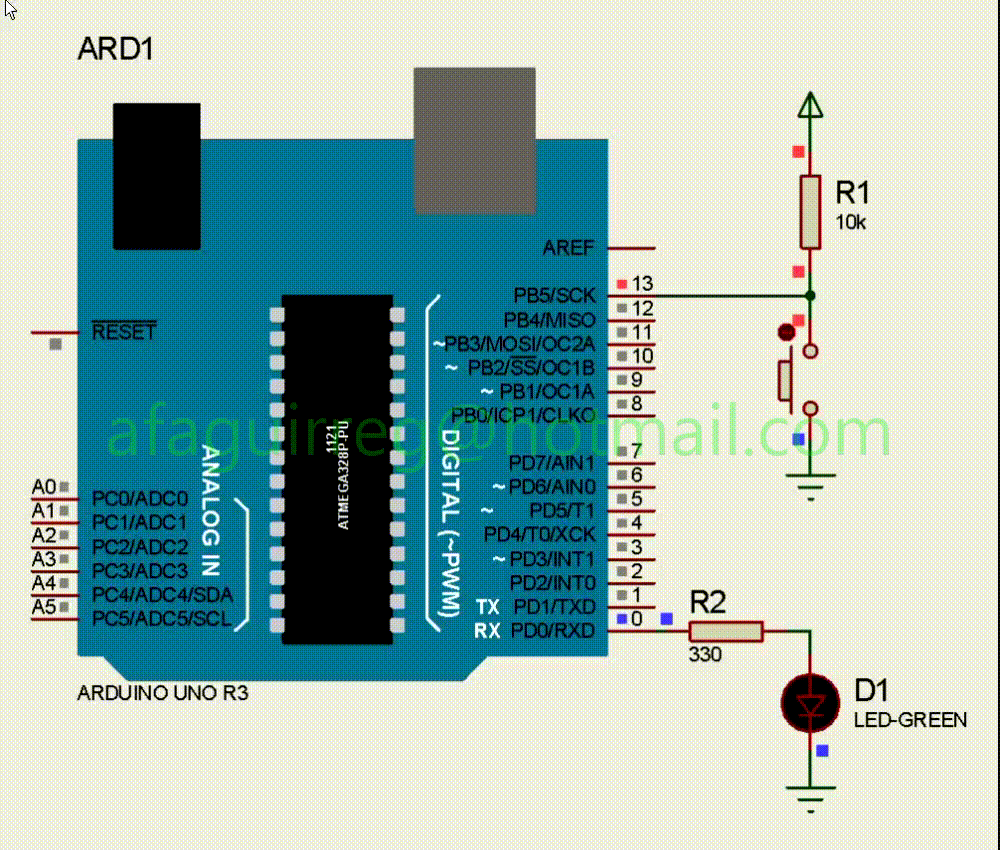 ARD1
R1
10k
AREF
13
PB5/SCK
12
PB4/MISO
11
~PB3/MOSI/OC2A
10
~ PB2/SS/OC1B
9
~ PB1/OC1A
8
PB0/ICP1/CLKO
RESET
afaguirreg@hotmail.com
1121
ATMEGA328P-PU
ANALOG IN
DIGITAL (~PWM)
7
PD7/AIN1
6
~ PD6/AIN0
5
~ PD5/T1
4
PD4/T0/XCK
3
~ PD3/INT1
2
PD2/INT0
1
TX PD1/TXD
0
RX PD0/RXD
A0
PC0/ADC0
A1
PC1/ADC1
A2
PC2/ADC2
A3
PC3/ADC3
A4
PC4/ADC4/SDA
A5
PC5/ADC5/SCL
R2
330
D1
LED-GREEN
ARDUINO UNO R3